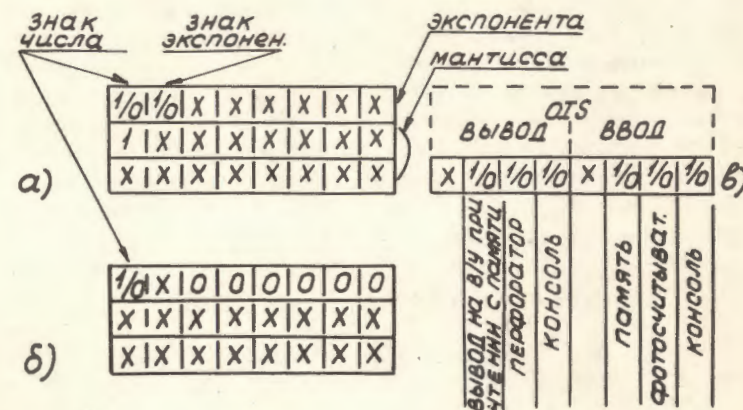 знак числа
знак экспонен.
экспонента
мантисса
1/0 1/0 X X X X X X
1 X X X X X X X
X X X X X X X X
а)
OIS
вывод ввод
X 1/0 1/0 1/0 X 1/0 1/0 1/0
в)
вывод на в/у при
чтении с памяти
перфоратор
консоль
память
фотосчитыват.
консоль
1/0 X 0 0 0 0 0 0
X X X X X X X X
X X X X X X X X
б)